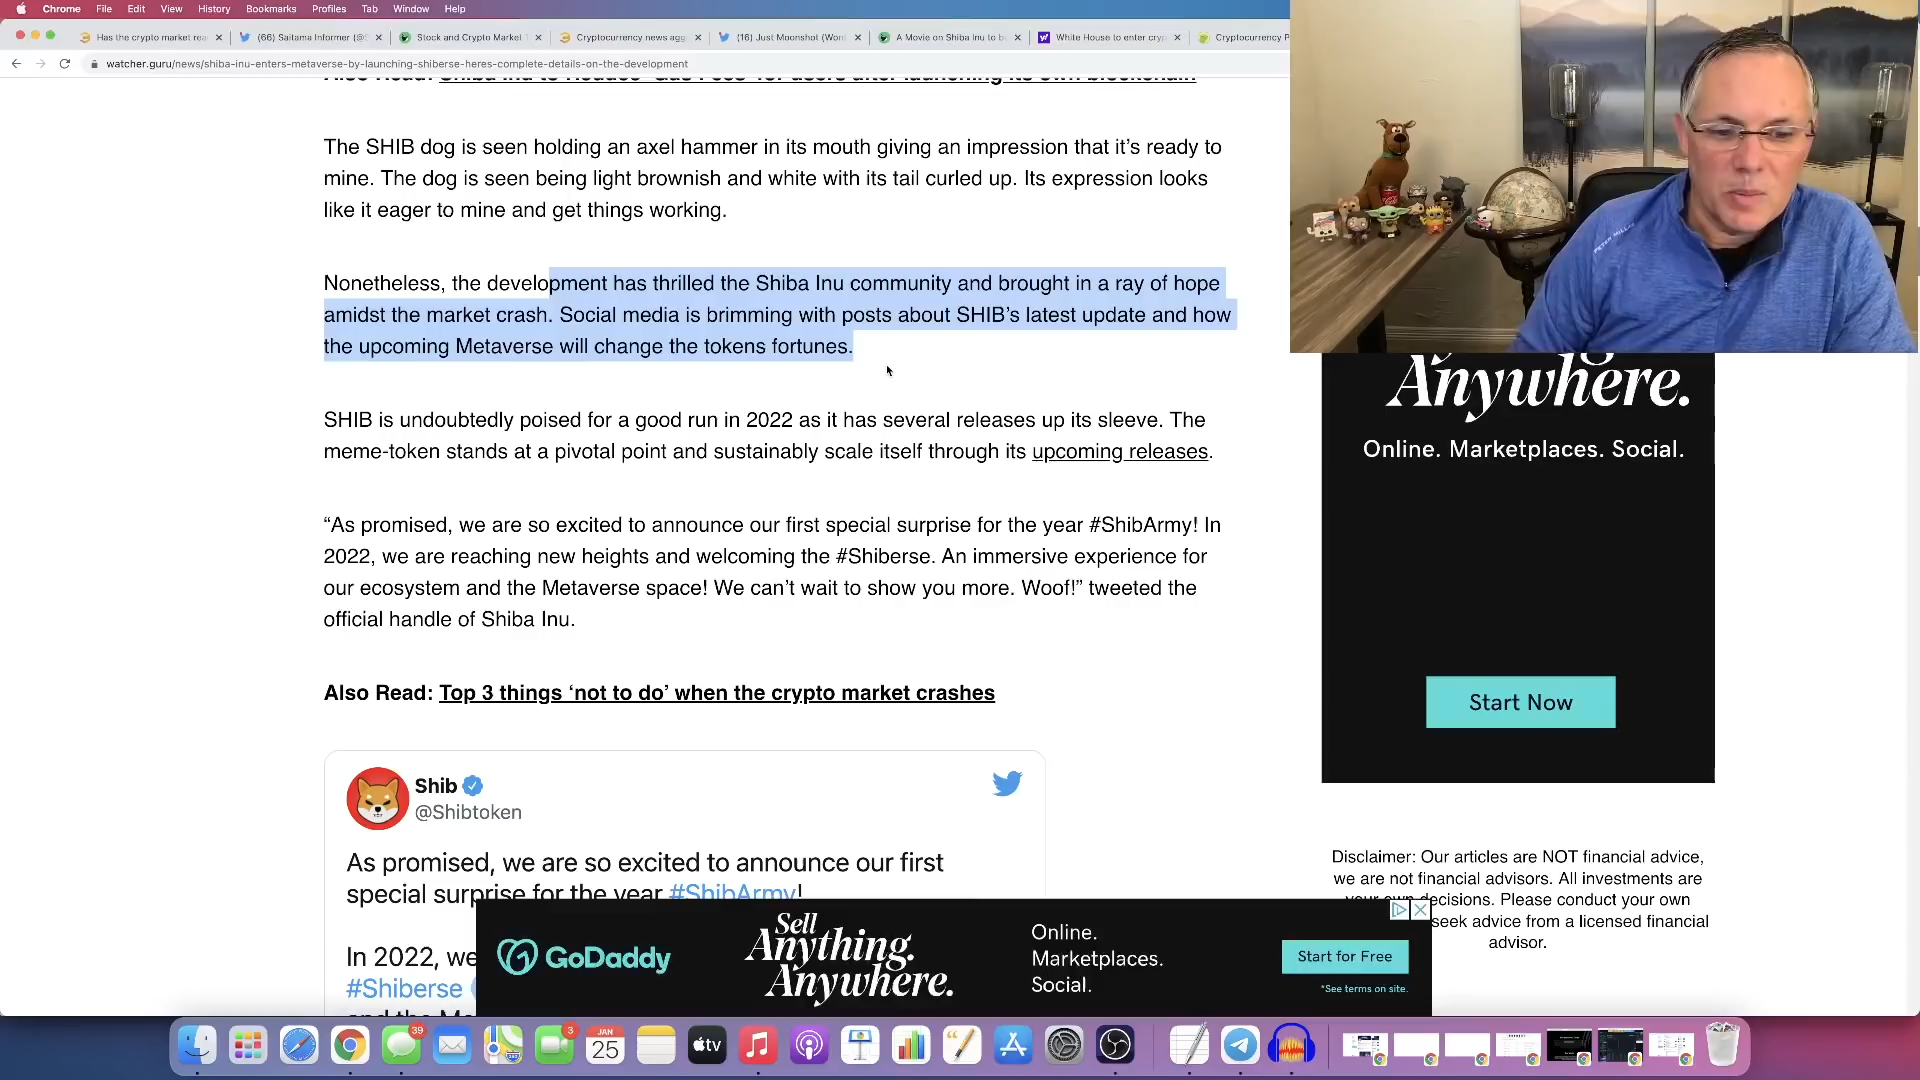 Chrome File Edit View History Bookmarks Profiles Tab Window Help
Has the crypto market rea
(66) Saitama Informer (@S
Stock and Crypto Market
Cryptocurrency news agg
(16) Just Moonshot (Won
A Movie on Shiba Inu to b
White House to enter cryp
Cryptocurrency P
watcher.guru/news/shiba-inu-enters-metaverse-by-launching-shiberse-heres-complete-details-on-the-development
Also Read: Shiba Inu to Reduce 'Gas Fees' for users after launching its own blockchain
The SHIB dog is seen holding an axel hammer in its mouth giving an impression that it's ready to
mine. The dog is seen being light brownish and white with its tail curled up. Its expression looks
like it eager to mine and get things working.
Nonetheless, the development has thrilled the Shiba Inu community and brought in a ray of hope
amidst the market crash. Social media is brimming with posts about SHIB's latest update and how
the upcoming Metaverse will change the tokens fortunes.
SHIB is undoubtedly poised for a good run in 2022 as it has several releases up its sleeve. The
meme-token stands at a pivotal point and sustainably scale itself through its upcoming releases.
“As promised, we are so excited to announce our first special surprise for the year #ShibArmy! In
2022, we are reaching new heights and welcoming the #Shiberse. An immersive experience for
our ecosystem and the Metaverse space! We can't wait to show you more. Woof!” tweeted the
official handle of Shiba Inu.
Also Read: Top 3 things ‘not to do’ when the crypto market crashes
Shib
@Shibtoken
As promised, we are so excited to announce our first
special surprise for the year #ShibArmy!
In 2022, we
#Shiberse
and the Me
PETER MILLAR
Anywhere.
Online. Marketplaces. Social.
Start Now
Disclaimer: Our articles are NOT financial advice,
we are not financial advisors. All investments are
your own decisions. Please conduct your own
seek advice from a licensed financial
advisor.
GoDaddy
Sell
Anything.
Anywhere.
Online.
Marketplaces.
Social.
Start for Free
*See terms on site.
39
3
JAN
25
tv